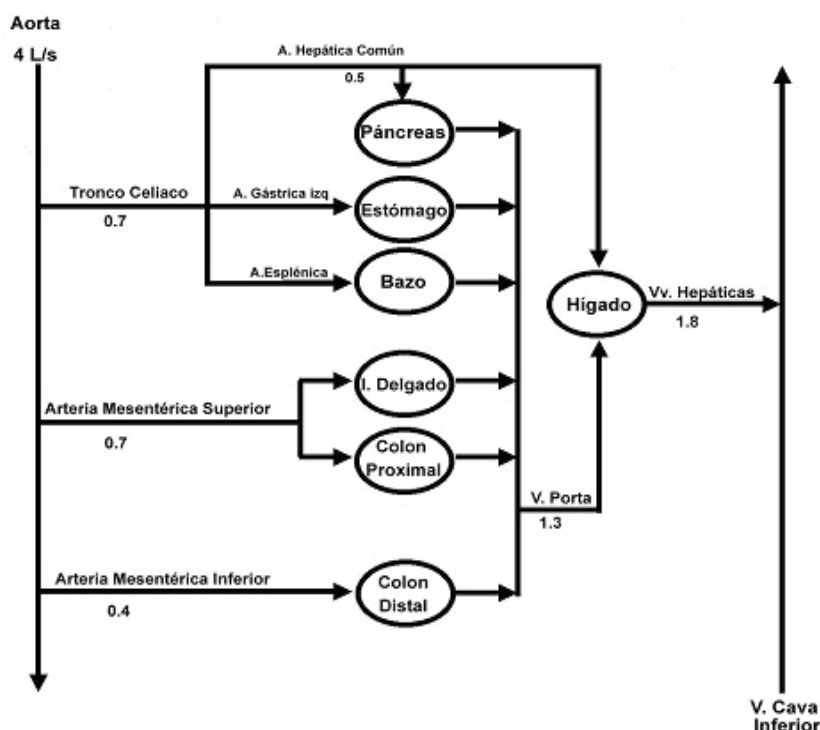 Aorta
4 L/s
A. Hepática Común
0.5
Páncreas
Tronco Celiaco
0.7
A. Gástrica izq
Estómago
A.Esplénica
Bazo
Hígado
Vv. Hepáticas
1.8
I. Delgado
Arteria Mesentérica Superior
0.7
Colon
Proximal
V. Porta
1.3
Arteria Mesentérica Inferior
0.4
Colon
Distal
V. Cava
Inferior